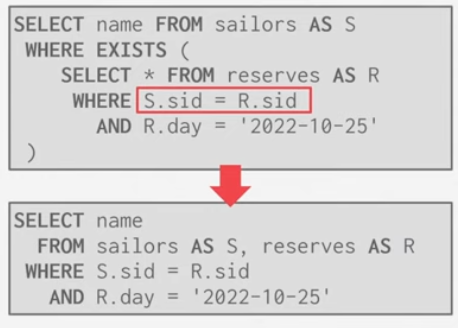 SELECT name FROM sailors AS S
WHERE EXISTS (
SELECT * FROM reserves AS R
WHERE S.sid = R.sid
AND R.day = '2022-10-25'
)
SELECT name
FROM sailors AS S, reserves AS R
WHERE S.sid = R.sid
AND R.day = '2022-10-25'